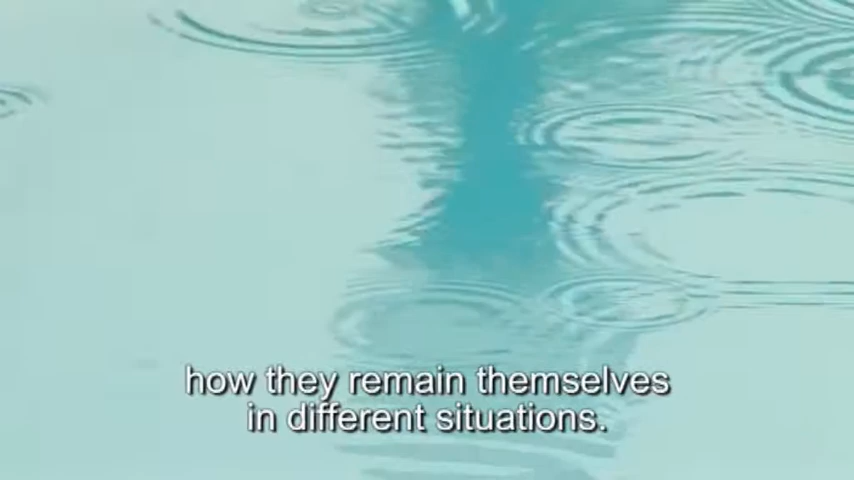 how they remain themselves
in different situations.